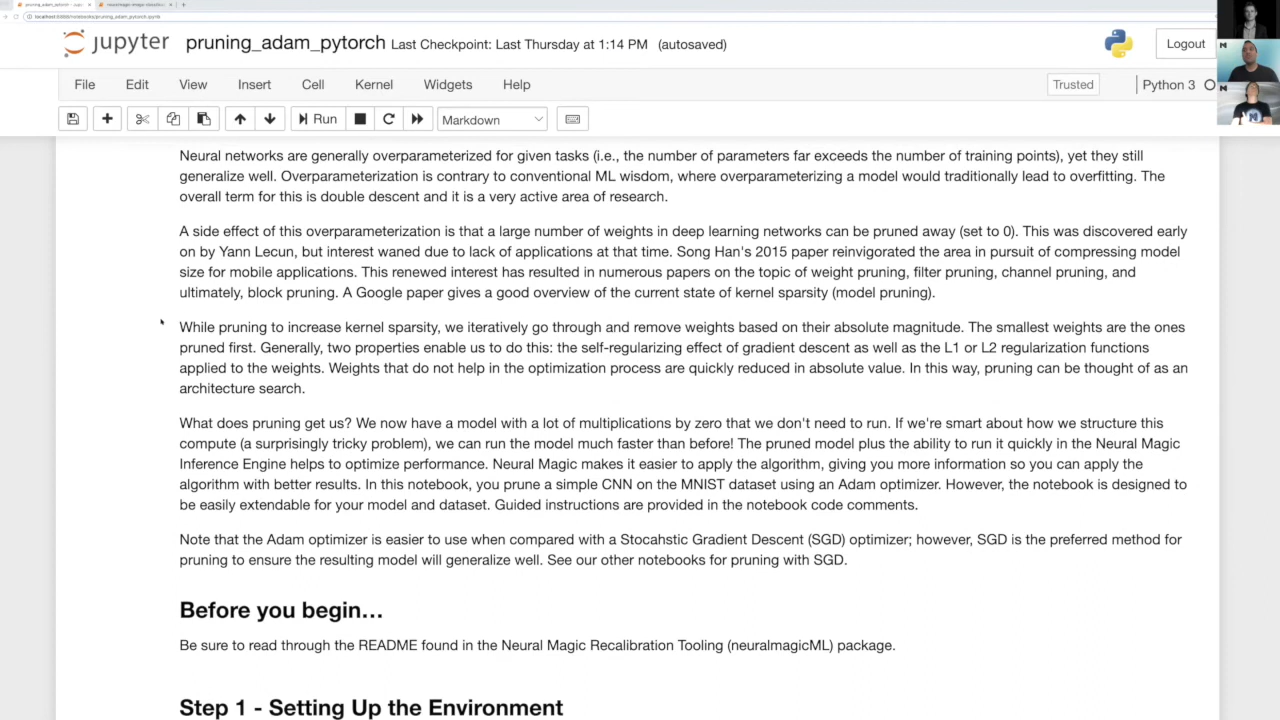 pruning_adam_pytorch - Jupyter
localhost:8888/notebooks/pruning_adam_pytorch.ipynb
jupyter pruning_adam_pytorch Last Checkpoint: Last Thursday at 1:14 PM (autosaved)
Logout
File Edit View Insert Cell Kernel Widgets Help
Trusted Python 3
Run Markdown
Neural networks are generally overparameterized for given tasks (i.e., the number of parameters far exceeds the number of training points), yet they still
generalize well. Overparameterization is contrary to conventional ML wisdom, where overparameterizing a model would traditionally lead to overfitting. The
overall term for this is double descent and it is a very active area of research.
A side effect of this overparameterization is that a large number of weights in deep learning networks can be pruned away (set to 0). This was discovered early
on by Yann Lecun, but interest waned due to lack of applications at that time. Song Han's 2015 paper reinvigorated the area in pursuit of compressing model
size for mobile applications. This renewed interest has resulted in numerous papers on the topic of weight pruning, filter pruning, channel pruning, and
ultimately, block pruning. A Google paper gives a good overview of the current state of kernel sparsity (model pruning).
While pruning to increase kernel sparsity, we iteratively go through and remove weights based on their absolute magnitude. The smallest weights are the ones
pruned first. Generally, two properties enable us to do this: the self-regularizing effect of gradient descent as well as the L1 or L2 regularization functions
applied to the weights. Weights that do not help in the optimization process are quickly reduced in absolute value. In this way, pruning can be thought of as an
architecture search.
What does pruning get us? We now have a model with a lot of multiplications by zero that we don't need to run. If we're smart about how we structure this
compute (a surprisingly tricky problem), we can run the model much faster than before! The pruned model plus the ability to run it quickly in the Neural Magic
Inference Engine helps to optimize performance. Neural Magic makes it easier to apply the algorithm, giving you more information so you can apply the
algorithm with better results. In this notebook, you prune a simple CNN on the MNIST dataset using an Adam optimizer. However, the notebook is designed to
be easily extendable for your model and dataset. Guided instructions are provided in the notebook code comments.
Note that the Adam optimizer is easier to use when compared with a Stocahstic Gradient Descent (SGD) optimizer; however, SGD is the preferred method for
pruning to ensure the resulting model will generalize well. See our other notebooks for pruning with SGD.
Before you begin…
Be sure to read through the README found in the Neural Magic Recalibration Tooling (neuralmagicML) package.
Step 1 - Setting Up the Environment